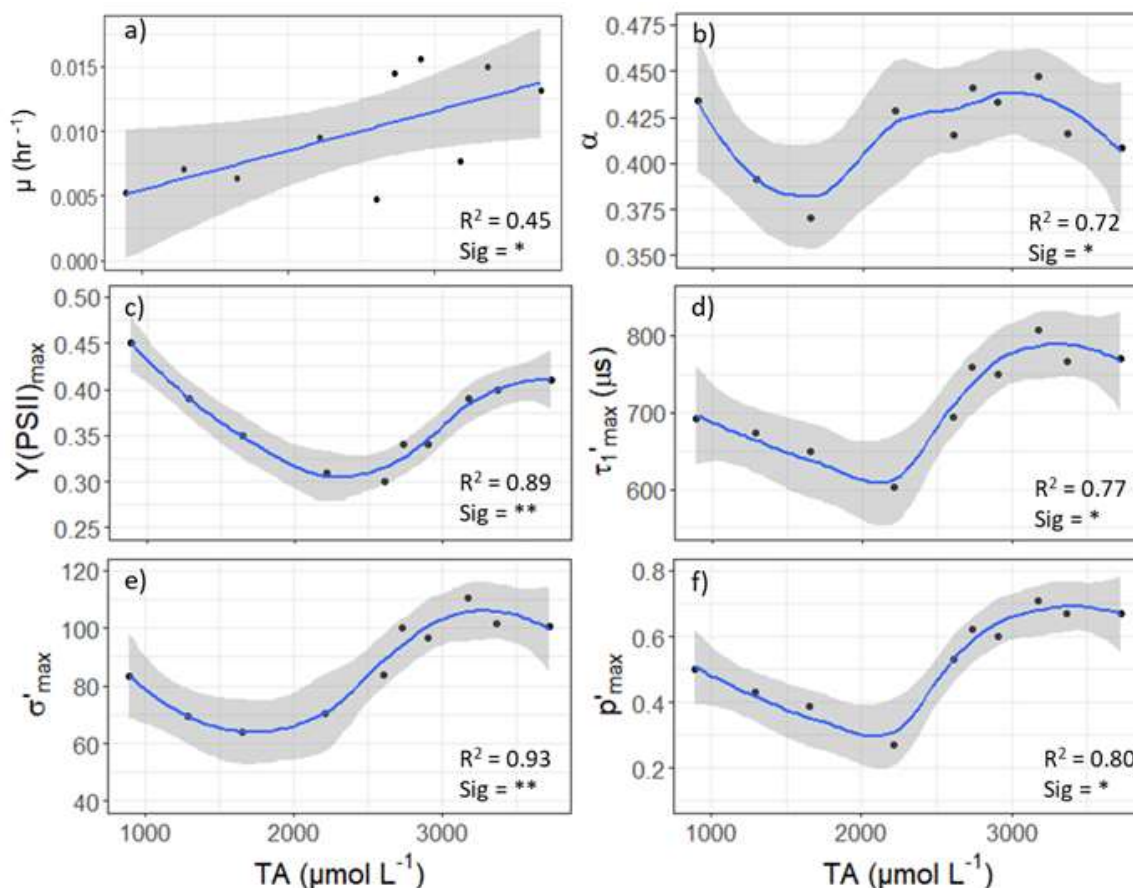 a)
0.015
0.010
0.005
0.000
μ (hr ⁻¹)
R² = 0.45
Sig = *
b)
0.475
0.450
0.425
0.400
0.375
0.350
α
R² = 0.72
Sig = *
c)
0.50
0.45
0.40
0.35
0.30
0.25
Y(PSII)max
R² = 0.89
Sig = **
d)
800
700
600
τ₁'max (μs)
R² = 0.77
Sig = *
e)
120
100
80
60
40
σ'max
R² = 0.93
Sig = **
1000 2000 3000
TA (μmol L⁻¹)
f)
0.8
0.6
0.4
0.2
p'max
R² = 0.80
Sig = *
1000 2000 3000
TA (μmol L⁻¹)